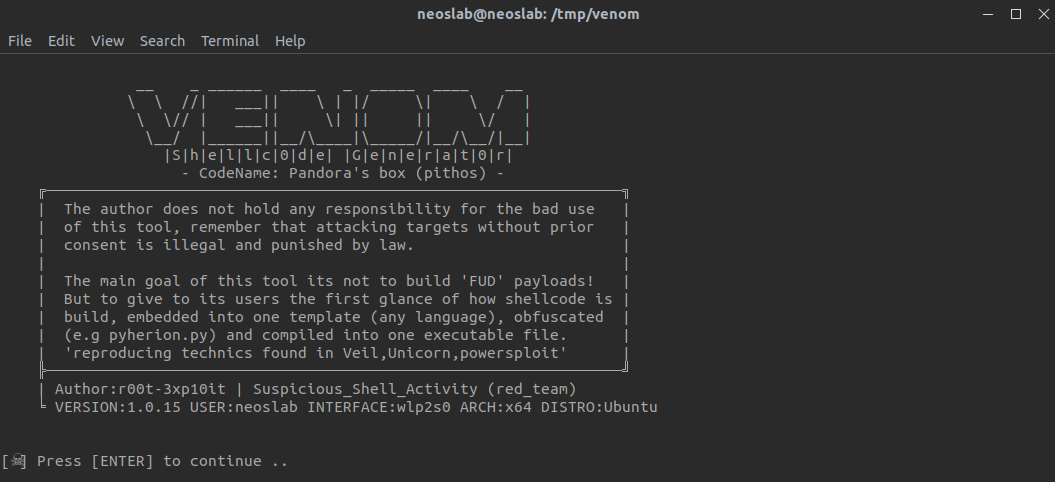 neoslab@neoslab: /tmp/venom
File Edit View Search Terminal Help
VENOM
|S|h|e|l|l|c|0|d|e| |G|e|n|e|r|a|t|0|r|
- CodeName: Pandora's box (pithos) -
The author does not hold any responsibility for the bad use
of this tool, remember that attacking targets without prior
consent is illegal and punished by law.
The main goal of this tool its not to build 'FUD' payloads!
But to give to its users the first glance of how shellcode is
build, embedded into one template (any language), obfuscated
(e.g pyherion.py) and compiled into one executable file.
'reproducing technics found in Veil,Unicorn,powersploit'
| Author:r00t-3xp10it | Suspicious_Shell_Activity (red_team)
VERSION:1.0.15 USER:neoslab INTERFACE:wlp2s0 ARCH:x64 DISTRO:Ubuntu
[☠] Press [ENTER] to continue ..